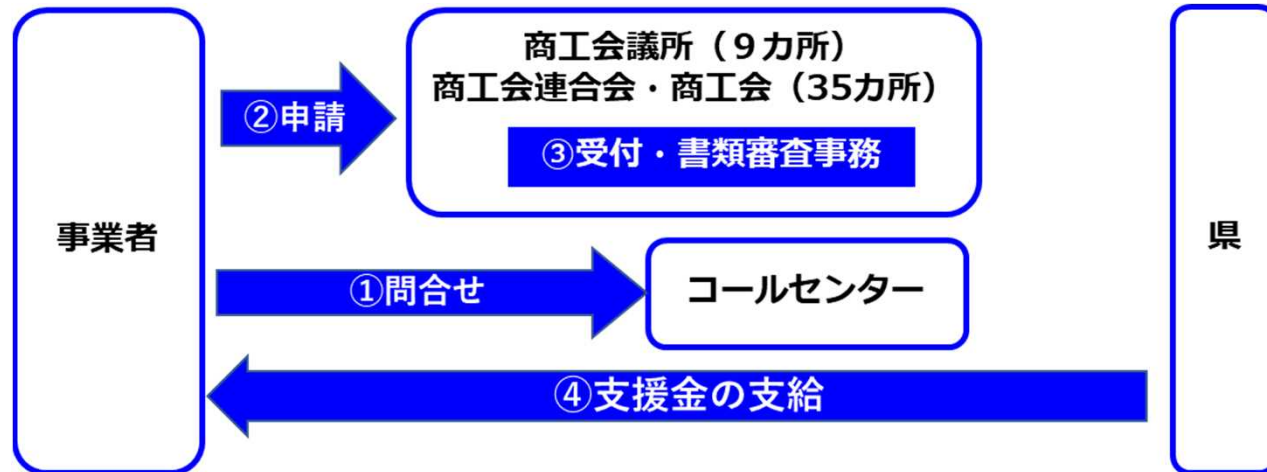 商工会議所（９カ所）
商工会連合会・商工会（35カ所）
②申請
③受付・書類審査事務
事業者
県
①問合せ
コールセンター
④支援金の支給